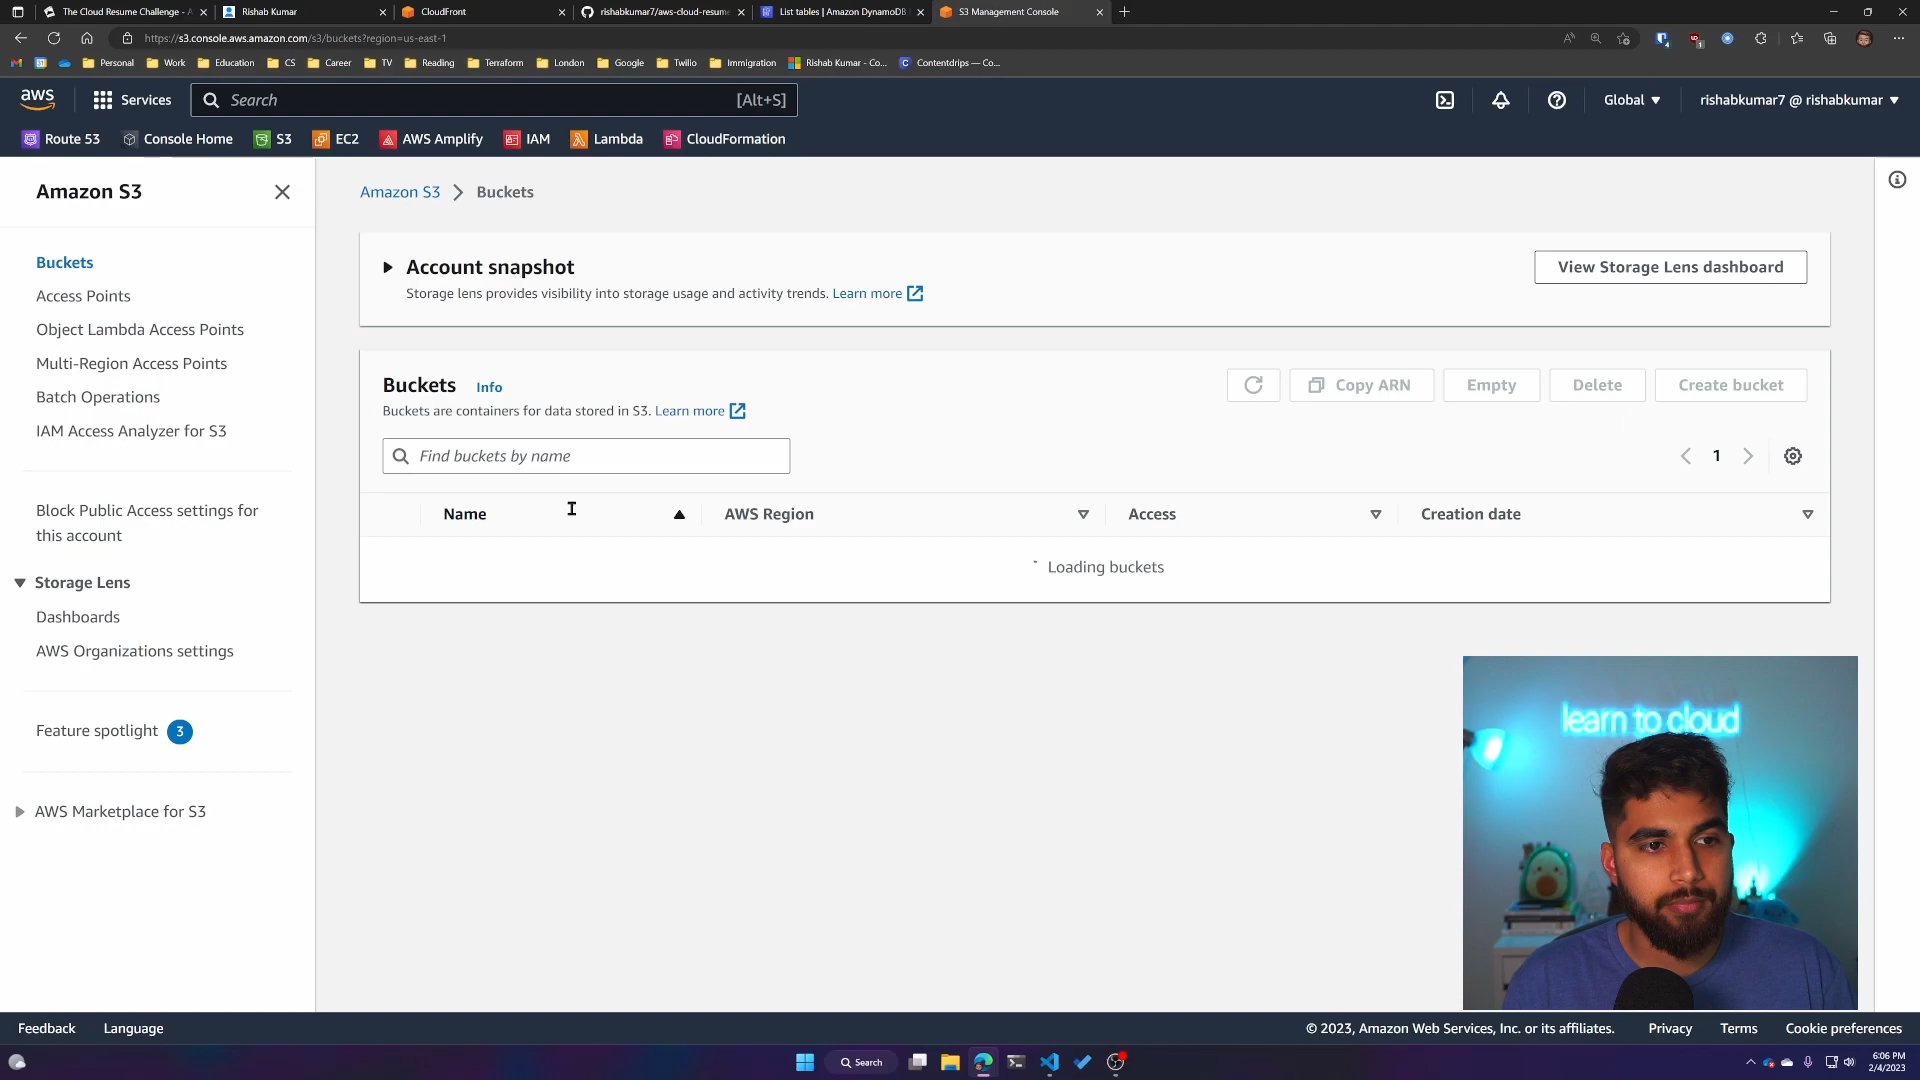 The Cloud Resume Challenge - A
Rishab Kumar
CloudFront
rishabkumar7/aws-cloud-resume
List tables | Amazon DynamoDB
S3 Management Console
https://s3.console.aws.amazon.com/s3/buckets?region=us-east-1
Personal
Work
Education
CS
Career
TV
Reading
Terraform
London
Google
Twilio
Immigration
Rishab Kumar - Co...
Contentdrips — Co...
aws
Services
Search
[Alt+S]
Global
rishabkumar7 @ rishabkumar
Route 53
Console Home
S3
EC2
AWS Amplify
IAM
Lambda
CloudFormation
Amazon S3
Buckets
Access Points
Object Lambda Access Points
Multi-Region Access Points
Batch Operations
IAM Access Analyzer for S3
Block Public Access settings for
this account
Storage Lens
Dashboards
AWS Organizations settings
Feature spotlight 3
AWS Marketplace for S3
Amazon S3 > Buckets
Account snapshot
View Storage Lens dashboard
Storage lens provides visibility into storage usage and activity trends. Learn more
Buckets Info
Copy ARN
Empty
Delete
Create bucket
Buckets are containers for data stored in S3. Learn more
Find buckets by name
1
Name
AWS Region
Access
Creation date
Loading buckets
learn to cloud
Feedback
Language
© 2023, Amazon Web Services, Inc. or its affiliates.
Privacy
Terms
Cookie preferences
Search
6:06 PM
2/4/2023